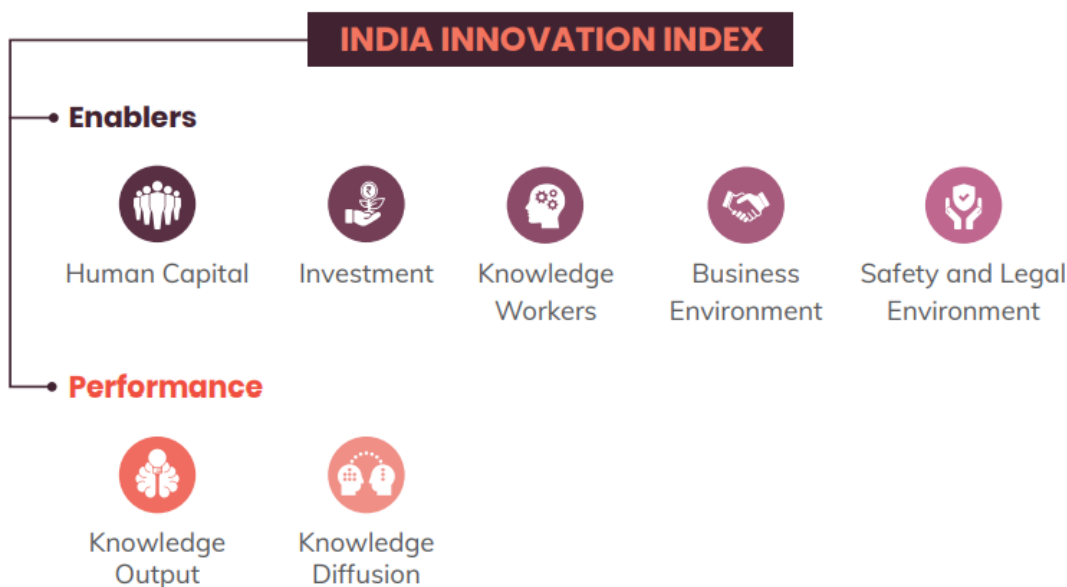 INDIA INNOVATION INDEX
Enablers
Human Capital
Investment
Knowledge
Workers
Business
Environment
Safety and Legal
Environment
Performance
Knowledge
Output
Knowledge
Diffusion